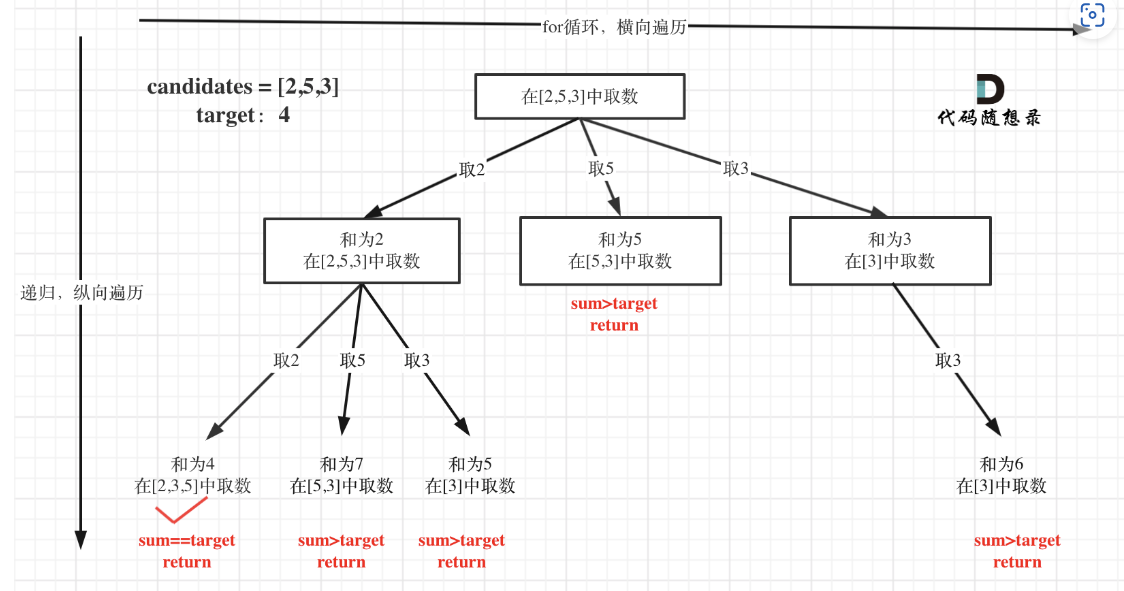 for循环，横向遍历
candidates = [2,5,3]
target：4
在[2,5,3]中取数
代码随想录
取2
取5
取3
和为2
在[2,5,3]中取数
和为5
在[5,3]中取数
和为3
在[3]中取数
递归，纵向遍历
sum>target
return
取2
取5
取3
取3
和为4
在[2,3,5]中取数
和为7
在[5,3]中取数
和为5
在[3]中取数
和为6
在[3]中取数
sum==target
return
sum>target
return
sum>target
return
sum>target
return